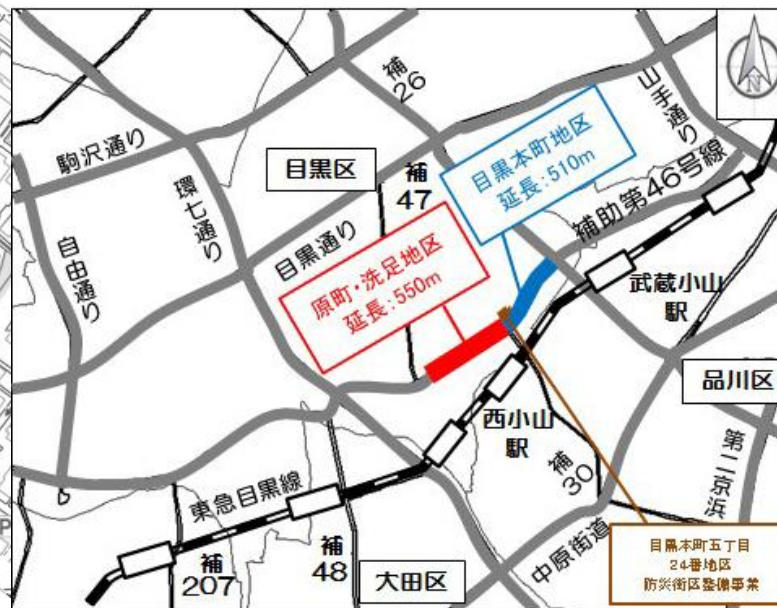 N
補
26
山手通り
駒沢通り
目黒区
目黒本町地区
延長:510m
補
47
環七通り
目黒通り
補助第46号線
自由通り
原町・洗足地区
延長:550m
武蔵小山
駅
品川区
西小山
駅
補
30
第二京浜
東急目黒線
中原街道
目黒本町五丁目
24番地区
防災街区整備事業
補
207
補
48
大田区
P